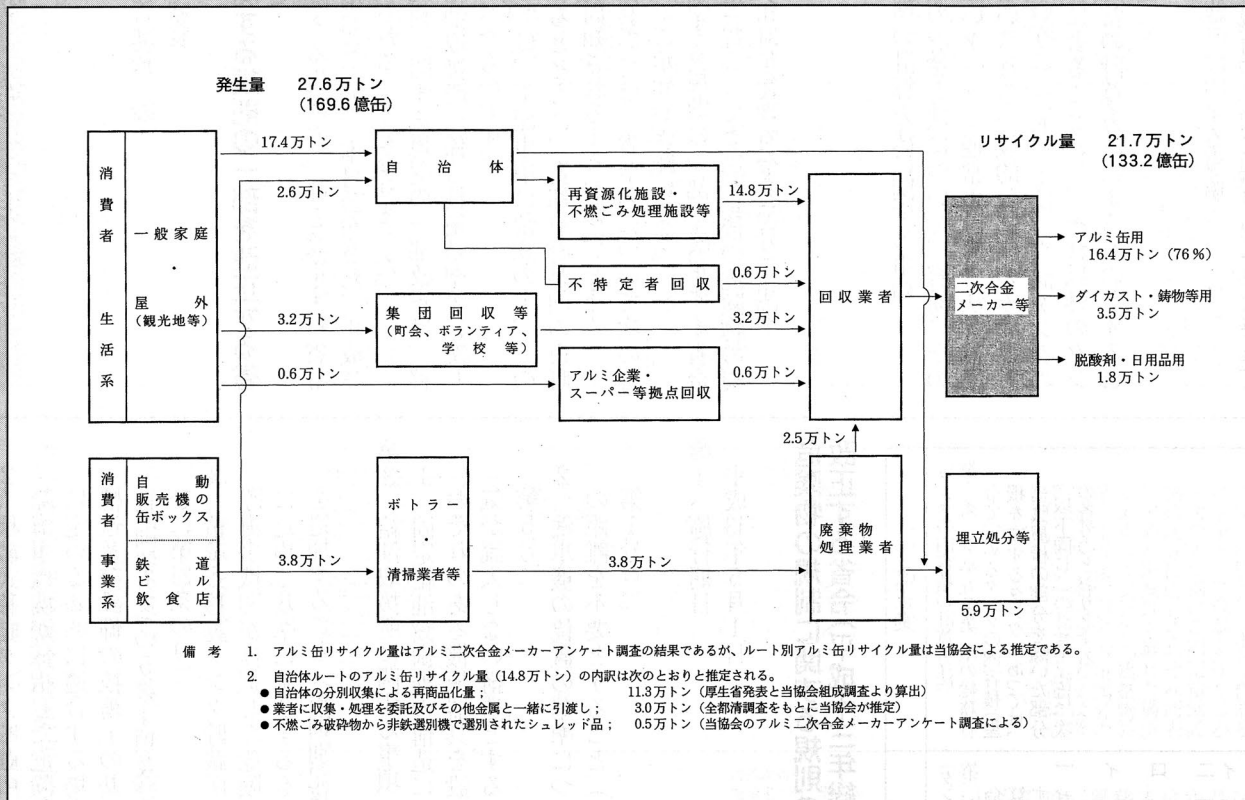 発生量 27.6万トン
(169.6億缶)
リサイクル量 21.7万トン
(133.2億缶)
消費者 生活系
一般家庭
・
屋外
(観光地等)
17.4万トン
2.6万トン
自治体
再資源化施設・
不燃ごみ処理施設等
14.8万トン
不特定者回収
0.6万トン
3.2万トン
集団回収等
(町会、ボランティア、
学校等)
3.2万トン
0.6万トン
アルミ企業・
スーパー等拠点回収
0.6万トン
回収業者
二次合金
メーカー等
アルミ缶用
16.4万トン(76%)
ダイカスト・鋳物等用
3.5万トン
脱酸剤・日用品用
1.8万トン
2.5万トン
消費者 事業系
自動
販売機の
缶ボックス
鉄道
ビル
飲食店
3.8万トン
ボトラー
・
清掃業者等
3.8万トン
廃棄物
処理業者
埋立処分等
5.9万トン
備考 1. アルミ缶リサイクル量はアルミ二次合金メーカーアンケート調査の結果であるが、ルート別アルミ缶リサイクル量は当協会による推定である。
2. 自治体ルートのアルミ缶リサイクル量(14.8万トン)の内訳は次のとおりと推定される。
●自治体の分別収集による再商品化量; 11.3万トン(厚生省発表と当協会組成調査より算出)
●業者に収集・処理を委託及びその他金属と一緒に引渡し; 3.0万トン(全都清調査をもとに当協会が推定)
●不燃ごみ破砕物から非鉄選別機で選別されたシュレッド品; 0.5万トン(当協会のアルミ二次合金メーカーアンケート調査による)